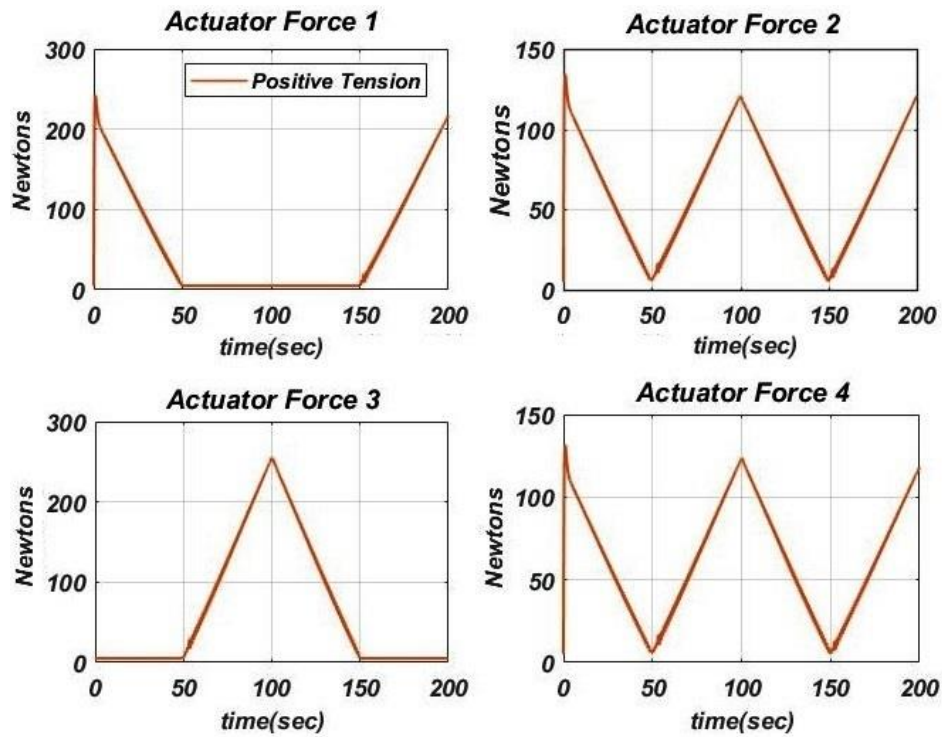 Actuator Force 1
300
200
100
0
Newtons
Positive Tension
0 50 100 150 200
time(sec)
Actuator Force 2
150
100
50
0
Newtons
0 50 100 150 200
time(sec)
Actuator Force 3
300
200
100
0
Newtons
0 50 100 150 200
time(sec)
Actuator Force 4
150
100
50
0
Newtons
0 50 100 150 200
time(sec)